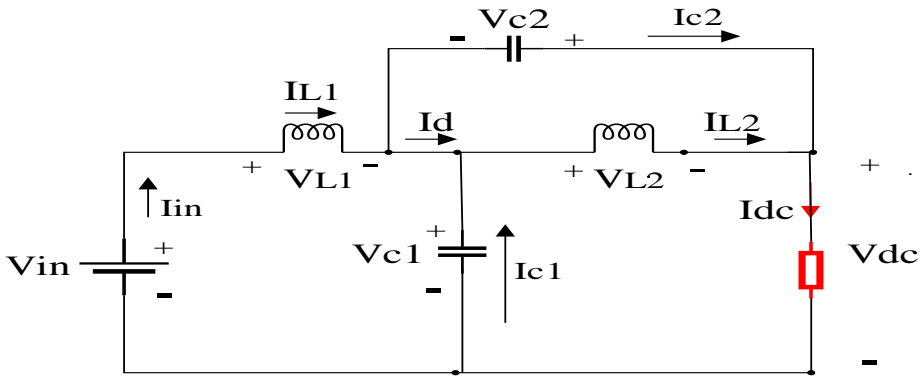 Vc2
Ic2
- +
IL1
Id
IL2
+ -
VL1
+ -
VL2
+
Iin
Idc
Vin
+
-
Vc1
+
-
Ic1
Vdc
-